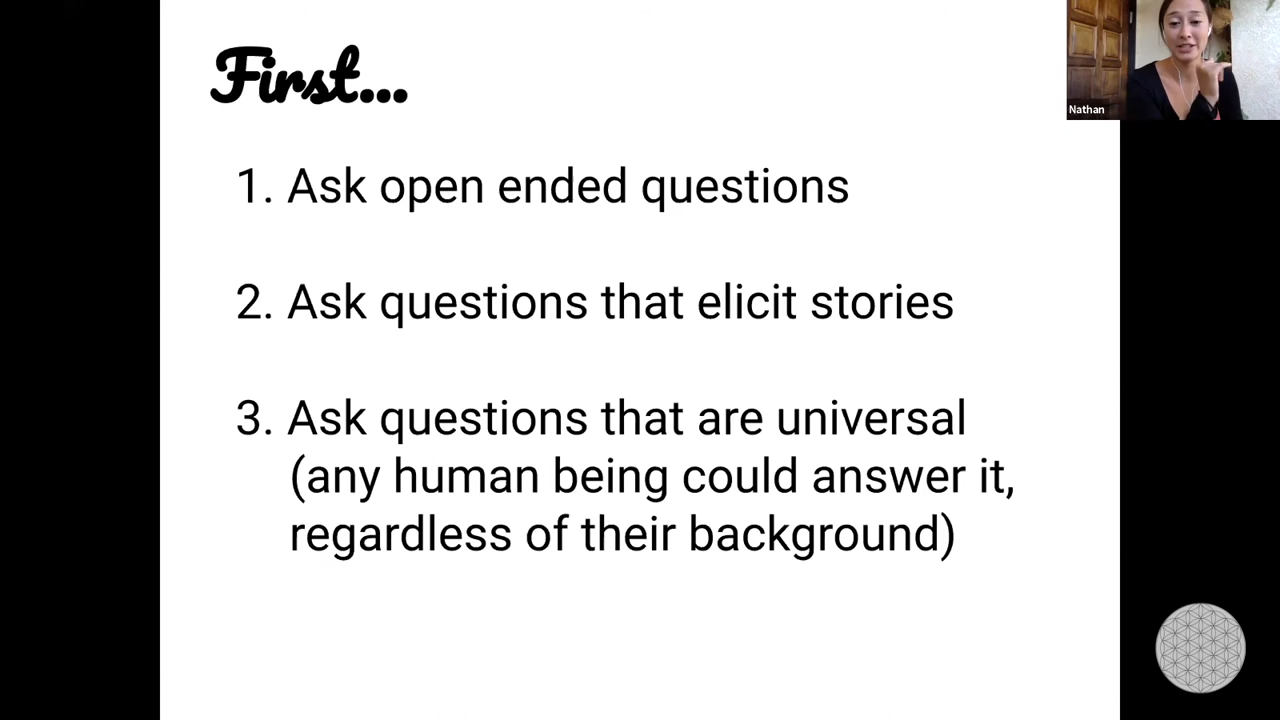 First...
Nathan
1. Ask open ended questions
2. Ask questions that elicit stories
3. Ask questions that are universal
(any human being could answer it,
regardless of their background)